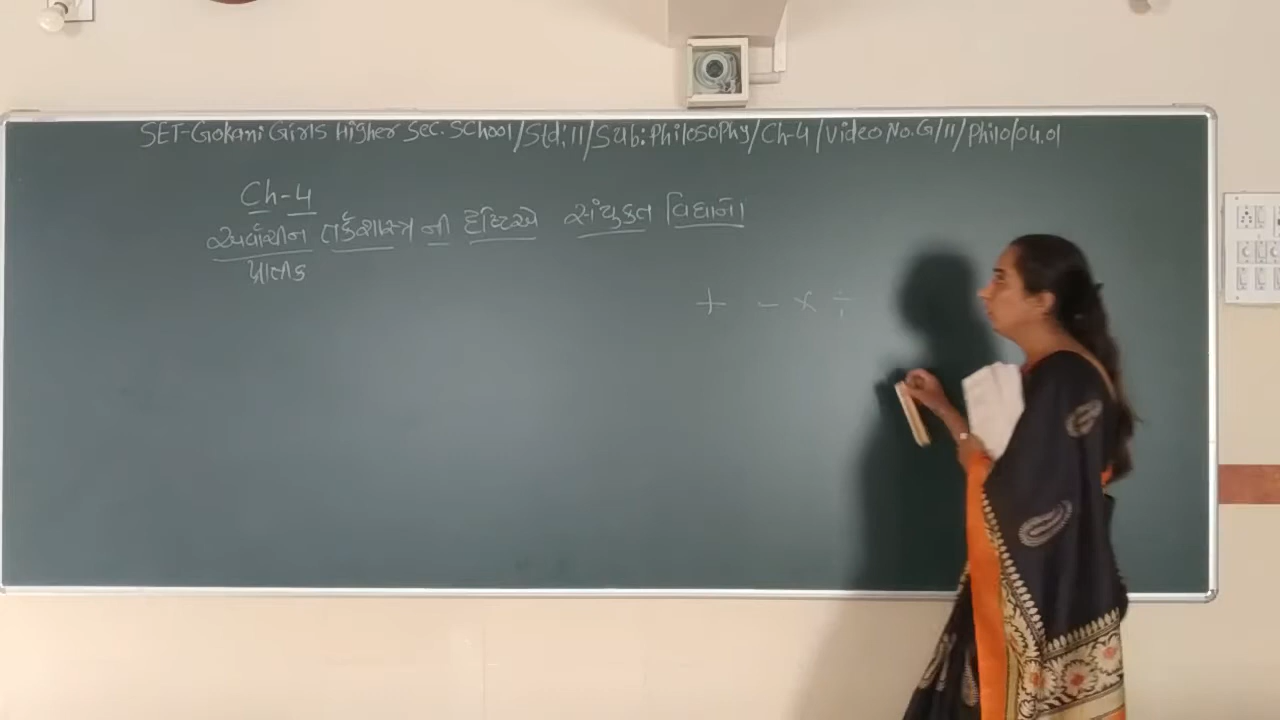 SET-Gokani Girls Higher Sec. School/Std:11/Sub:Philosophy/Ch-4/Video No.G/11/Philo/04.01
Ch-4
અર્વાચીન તર્કશાસ્ત્ર ની દૃષ્ટિએ સંયુક્ત વિધાનો
પ્રતીક
+ - × ÷